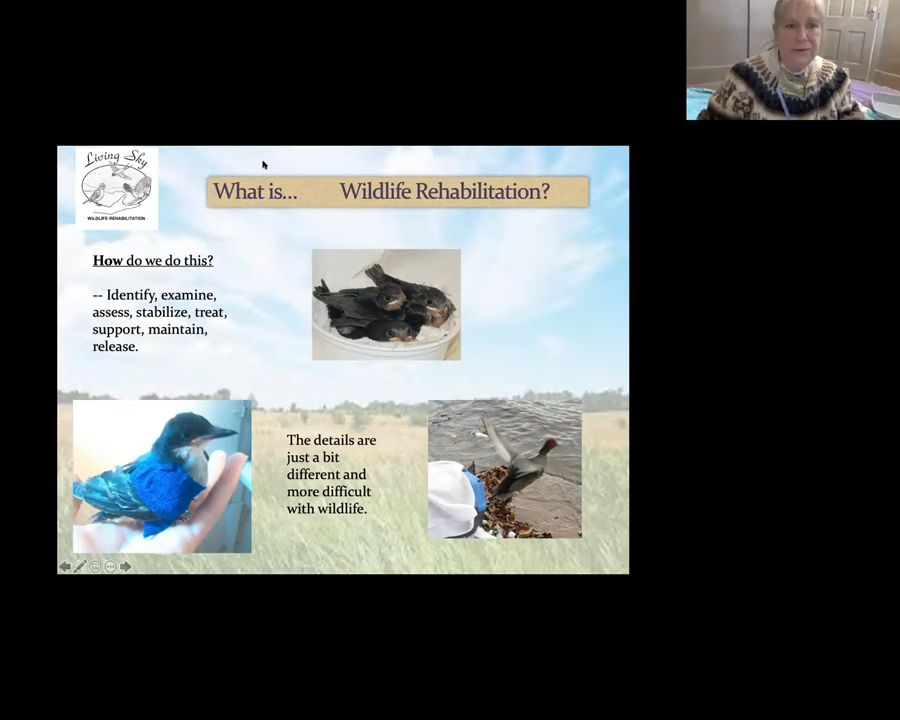 Living Sky
WILDLIFE REHABILITATION
What is... Wildlife Rehabilitation?
How do we do this?
-- Identify, examine,
assess, stabilize, treat,
support, maintain,
release.
The details are
just a bit
different and
more difficult
with wildlife.